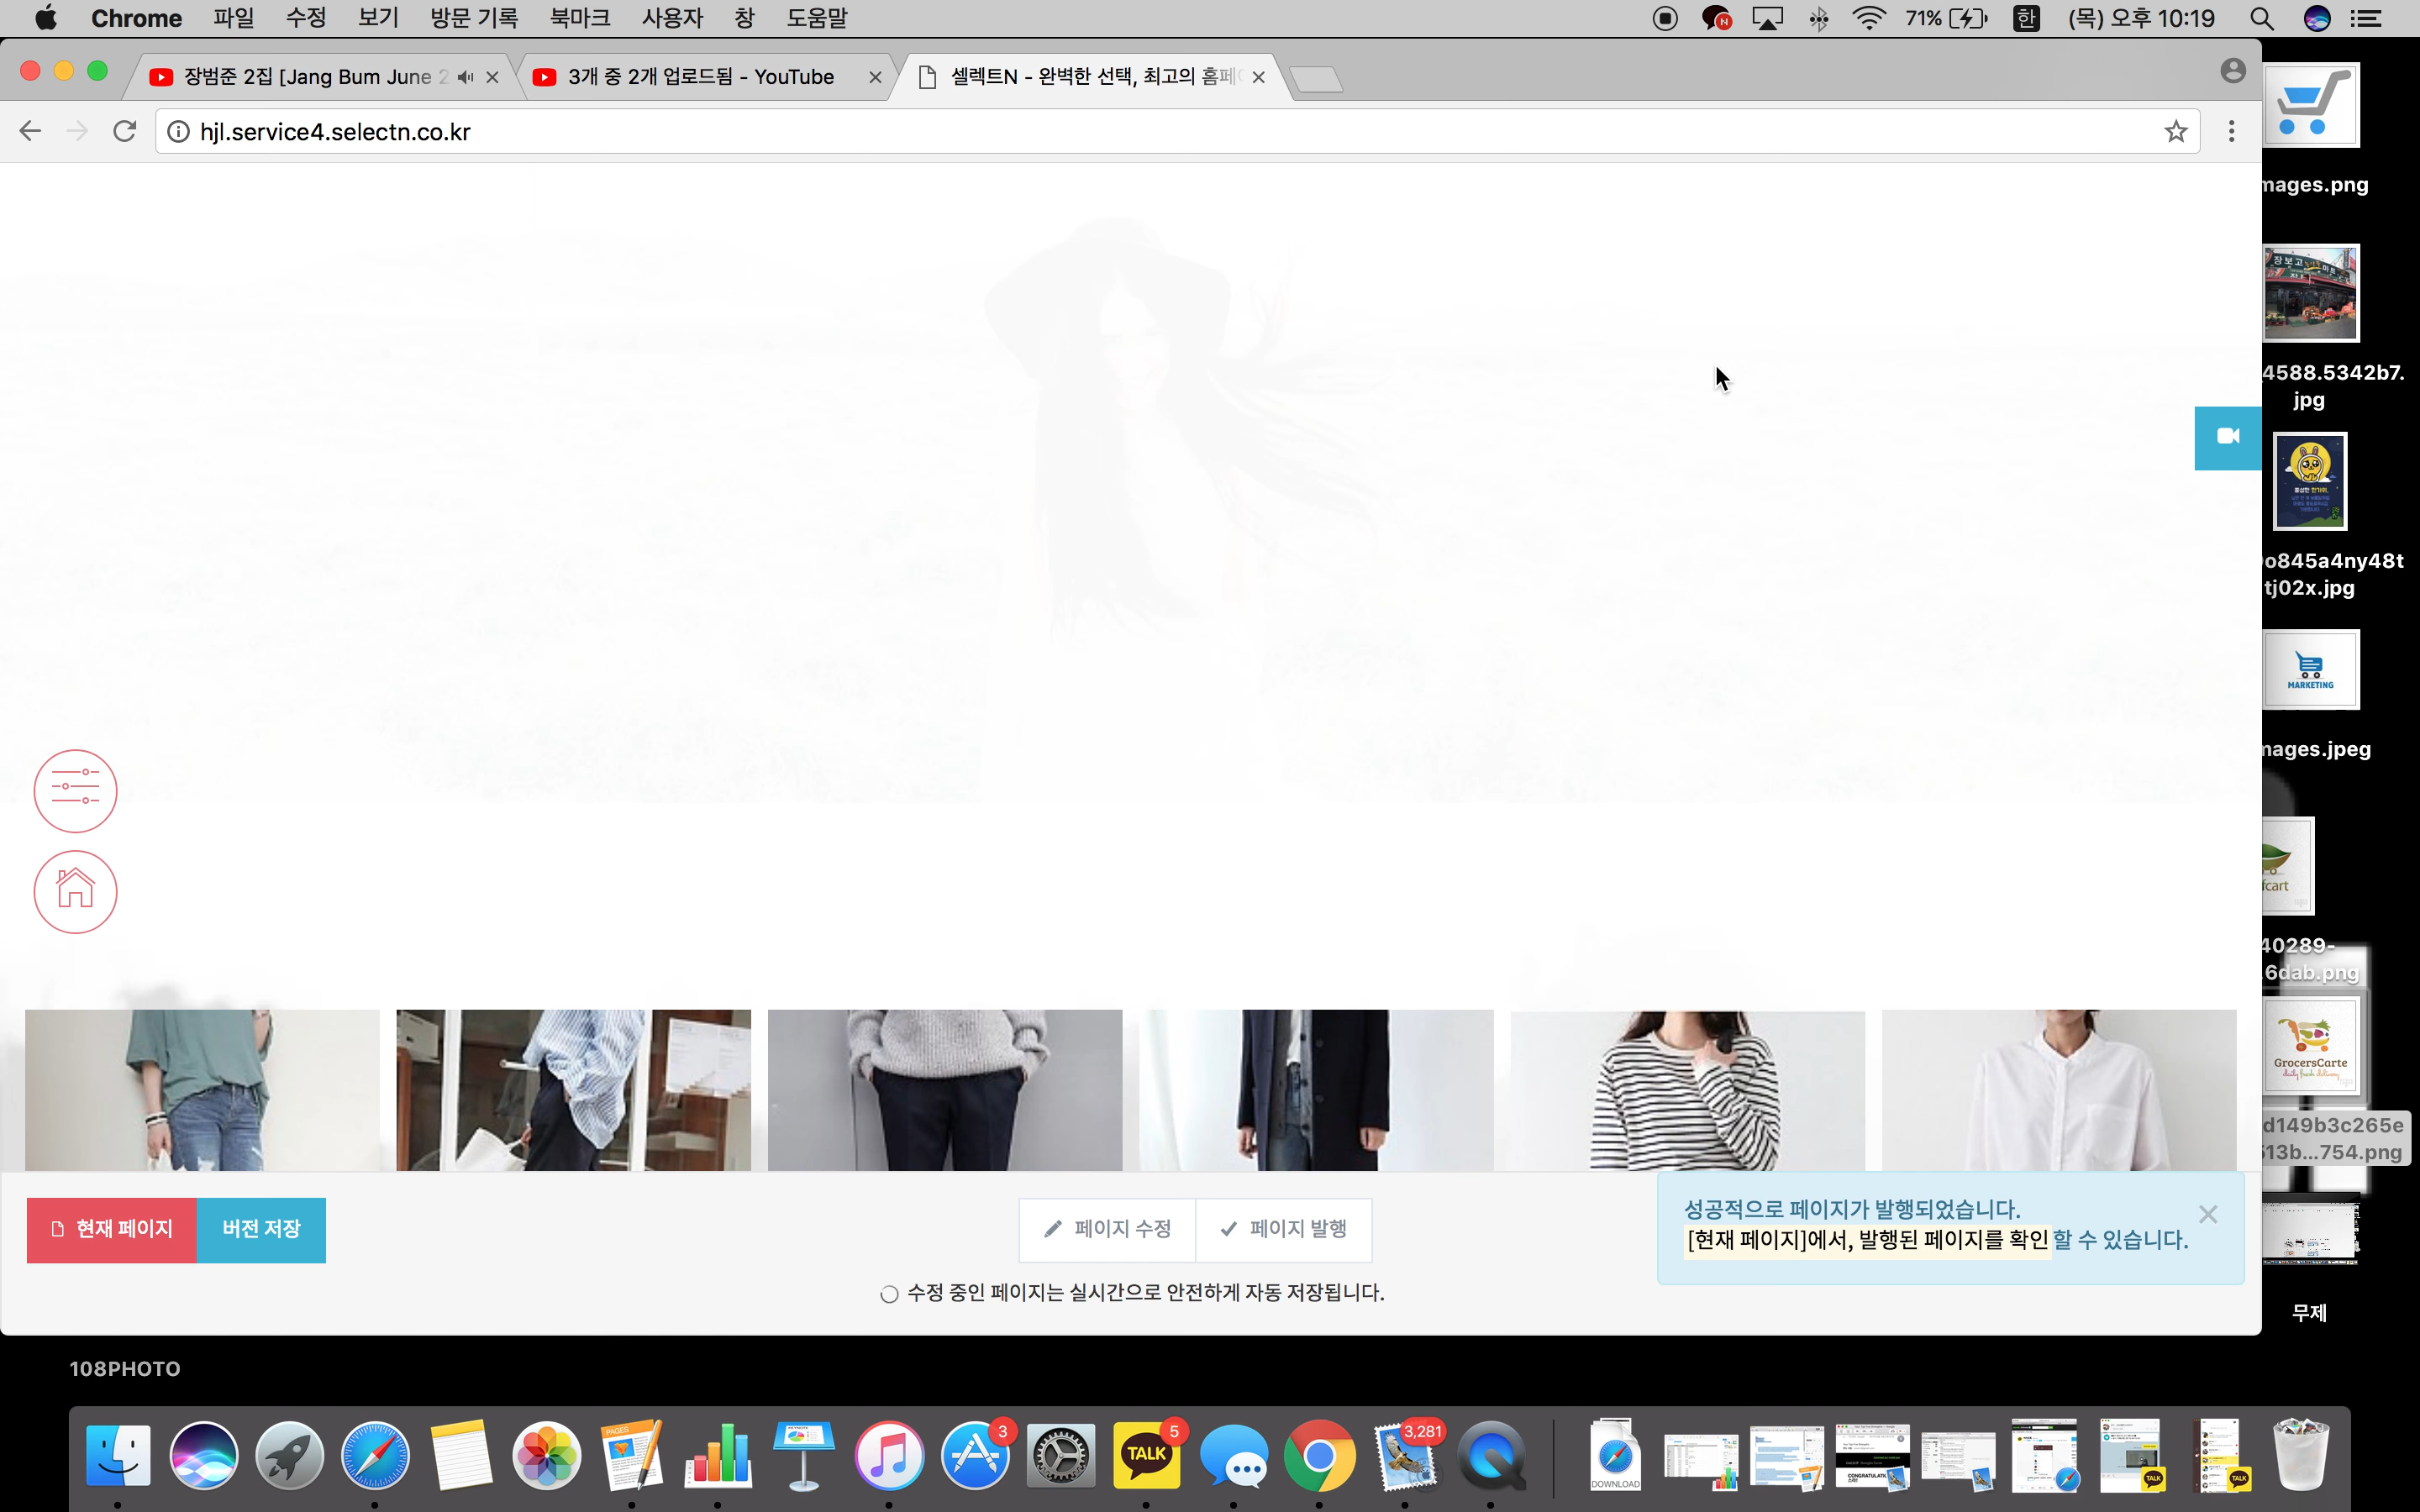 Chrome 파일 수정 보기 방문 기록 북마크 사용자 창 도움말 71% 한 (목) 오후 10:19
장범준 2집 [Jang Bum June 2
3개 중 2개 업로드됨 - YouTube
셀렉트N - 완벽한 선택, 최고의 홈페
hjl.service4.selectn.co.kr
mages.png
장보고
4588.5342b7.
jpg
o845a4ny48t
tj02x.jpg
MARKETING
mages.jpeg
cart
40289-
6dab.png
GrocersCarte
d149b3c265e
513b...754.png
무제
현재 페이지
버전 저장
페이지 수정
페이지 발행
수정 중인 페이지는 실시간으로 안전하게 자동 저장됩니다.
성공적으로 페이지가 발행되었습니다.
[현재 페이지]에서, 발행된 페이지를 확인할 수 있습니다.
108PHOTO
PAGES
3
TALK
5
3,281
DOWNLOAD
TALK
TALK